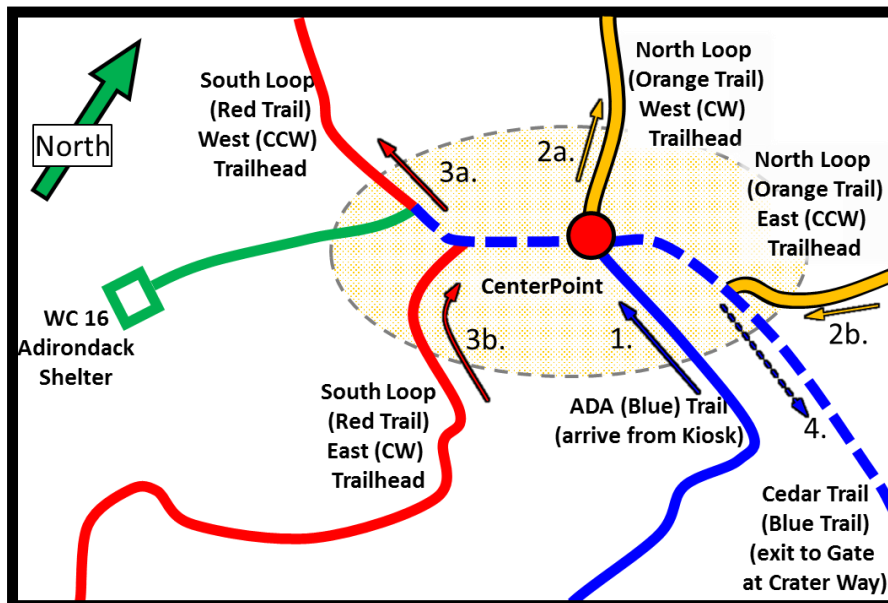 North
South Loop
(Red Trail)
West (CCW)
Trailhead
3a.
2a.
North Loop
(Orange Trail)
West (CW)
Trailhead
North Loop
(Orange Trail)
East (CCW)
Trailhead
WC 16
Adirondack
Shelter
CenterPoint
3b.
1.
2b.
South Loop
(Red Trail)
East (CW)
Trailhead
ADA (Blue) Trail
(arrive from Kiosk)
4.
Cedar Trail
(Blue Trail)
(exit to Gate
at Crater Way)